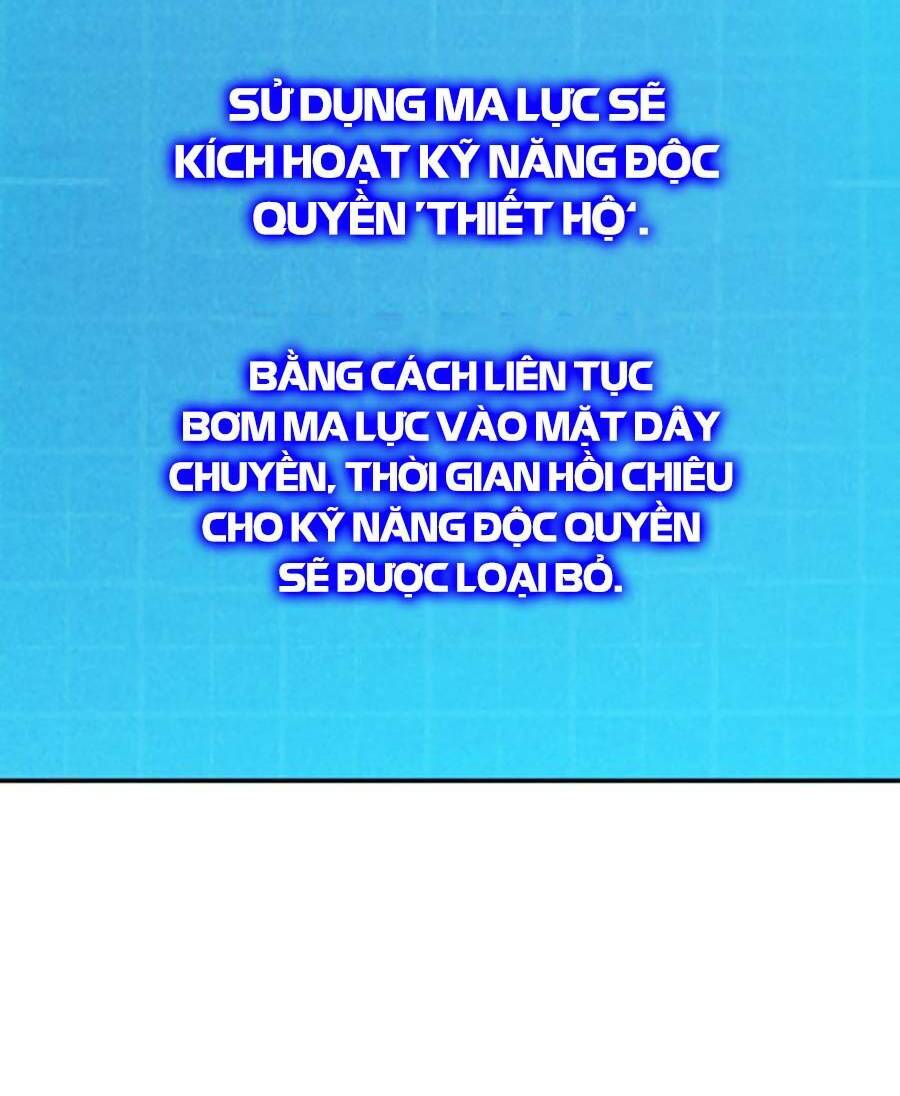 SỬ DỤNG MA LỰC SẼ
KÍCH HOẠT KỸ NĂNG ĐỘC
QUYỀN 'THIẾT HỘ‘.
BẰNG CÁCH LIÊN TỤC
BƠM MA LỰC VÀO MẶT DÂY
CHUYỀN, THỜI GIAN HỒI CHIÊU
CHO KỸ NĂNG ĐỘC QUYỀN
SẼ ĐƯỢC LOẠI BỎ.